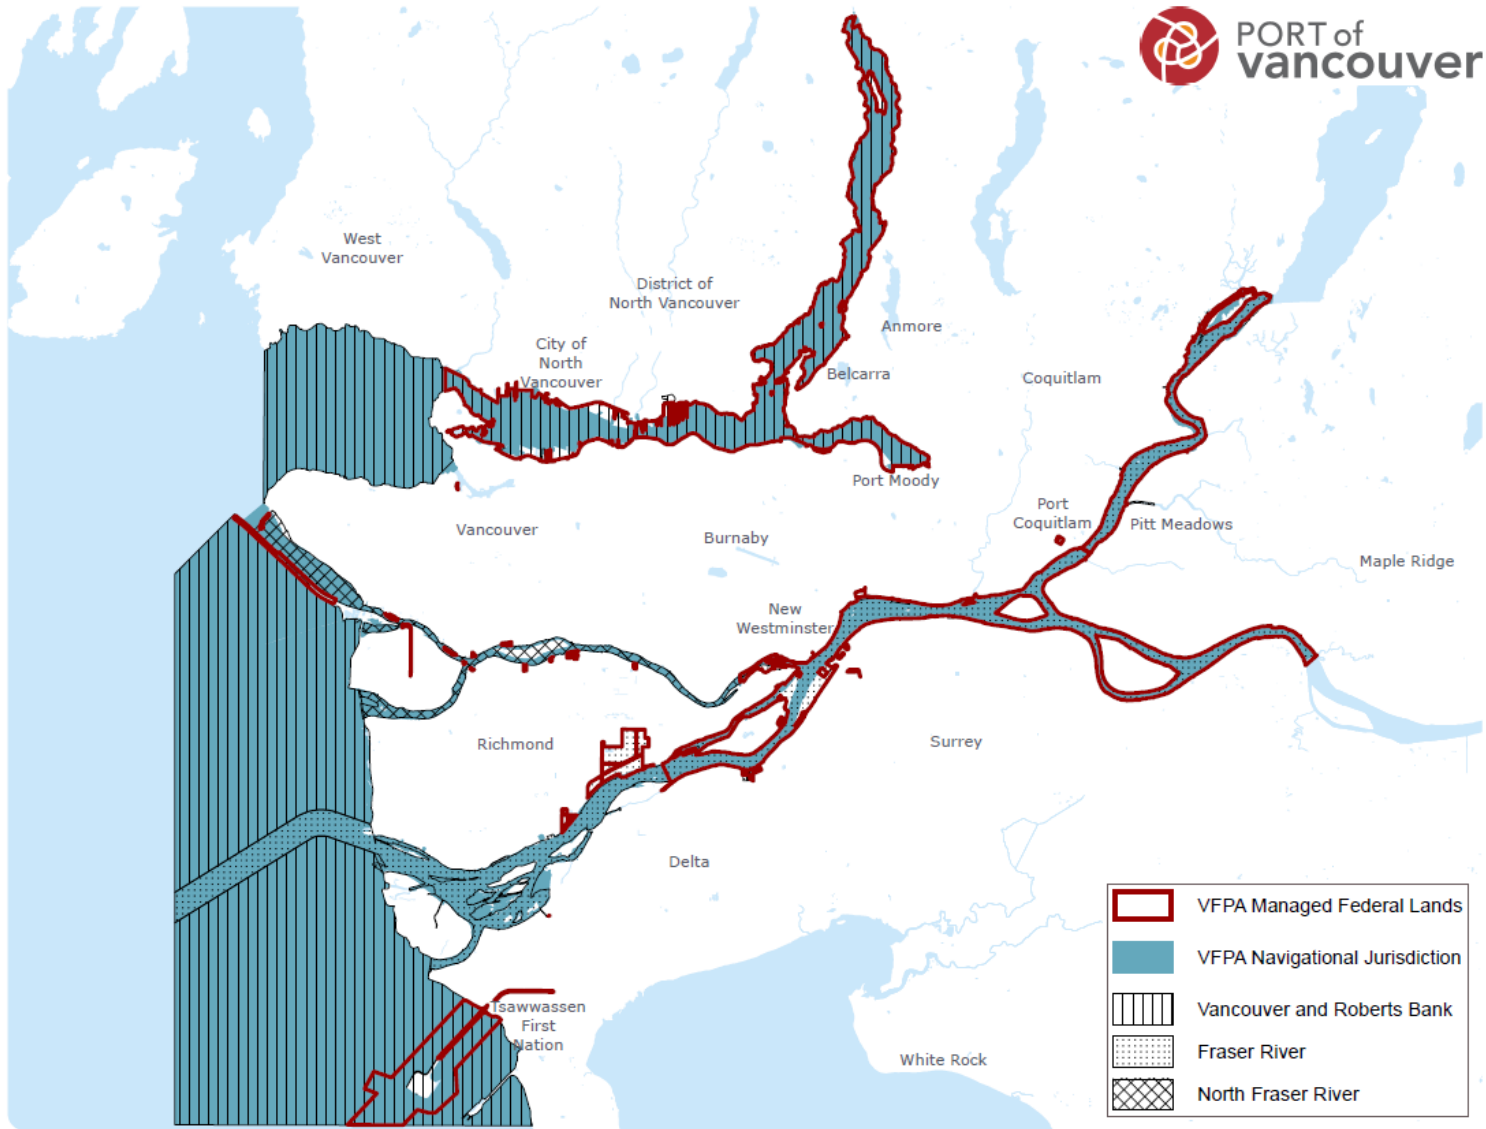 PORT of
vancouver
West
Vancouver
District of
North Vancouver
Anmore
City of
North
Vancouver
Belcarra
Coquitlam
Port Moody
Port
Coquitlam
Pitt Meadows
Vancouver
Burnaby
Maple Ridge
New
Westminster
Richmond
Surrey
Delta
Tsawwassen
First
Nation
White Rock
VFPA Managed Federal Lands
VFPA Navigational Jurisdiction
Vancouver and Roberts Bank
Fraser River
North Fraser River